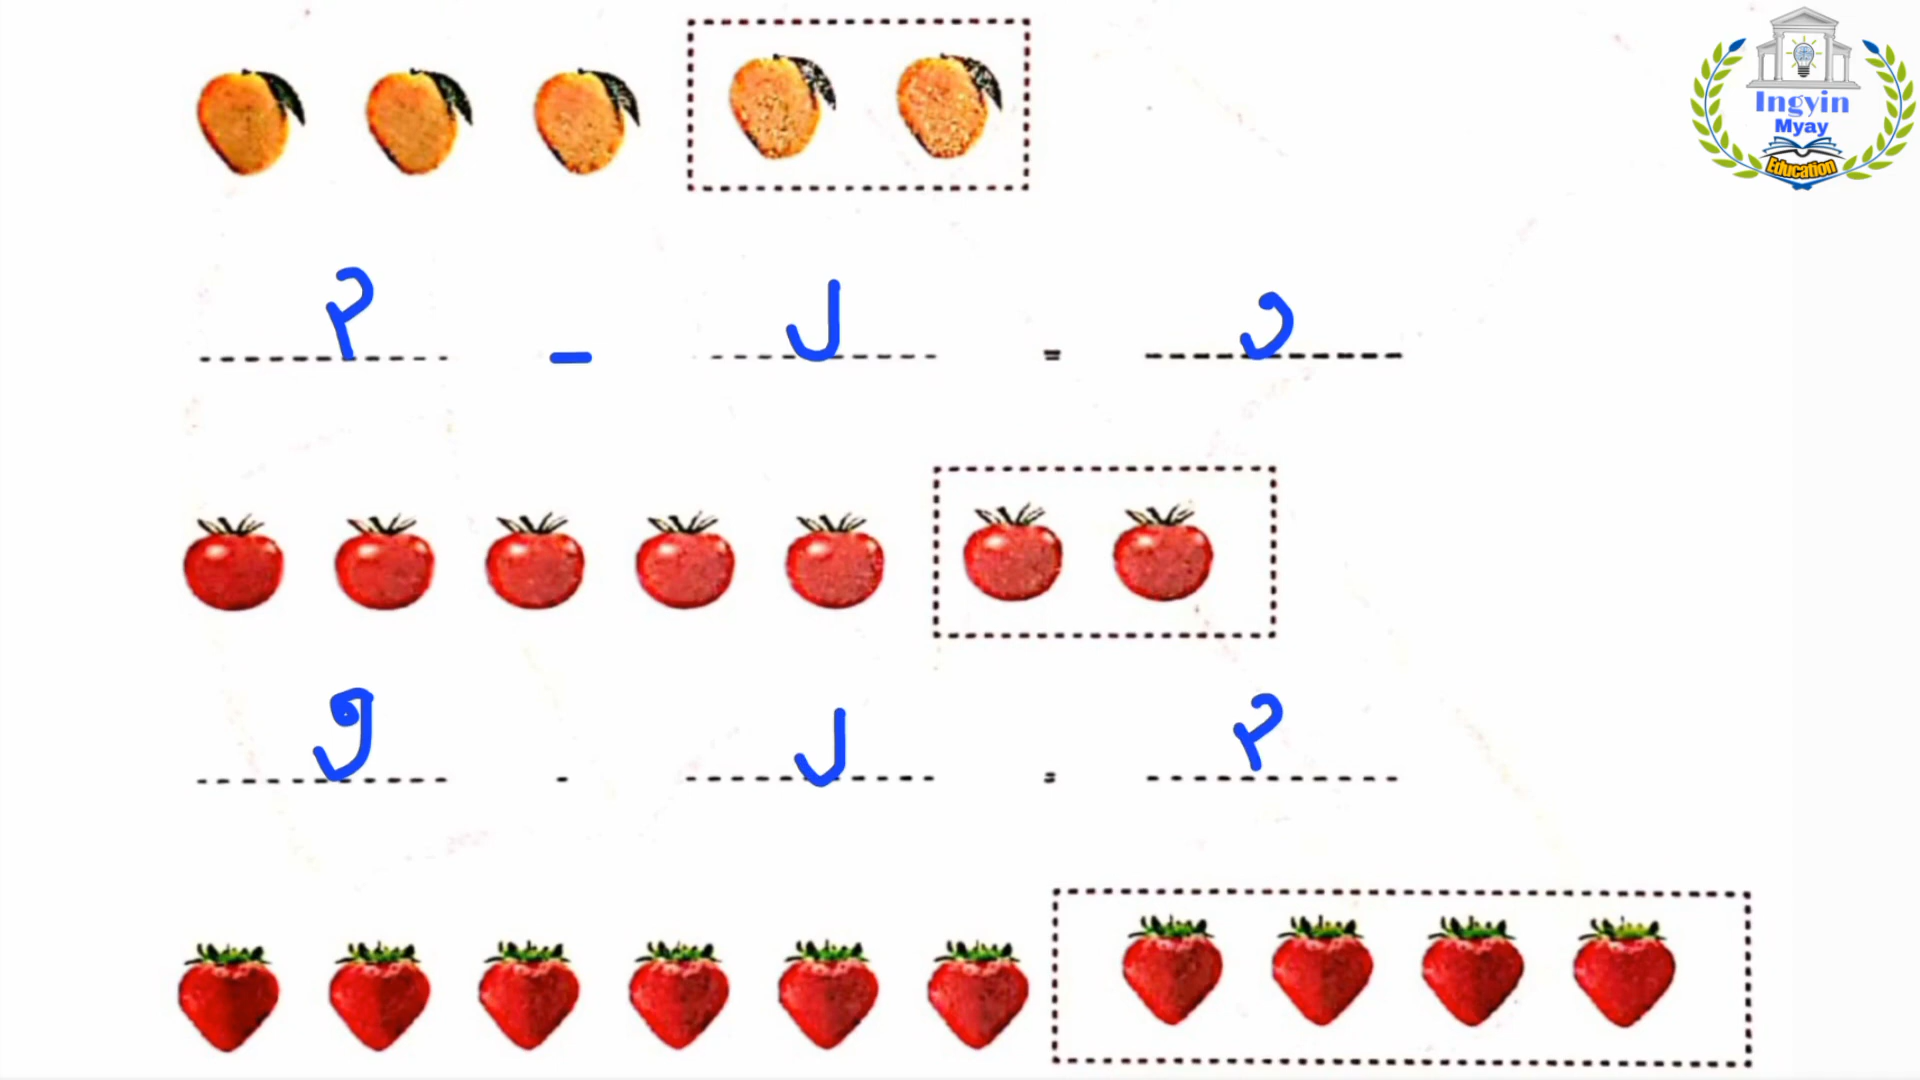 ၅ - ၂ = ၃
၇ - ၂ = ၅
Ingyin
Myay
Education